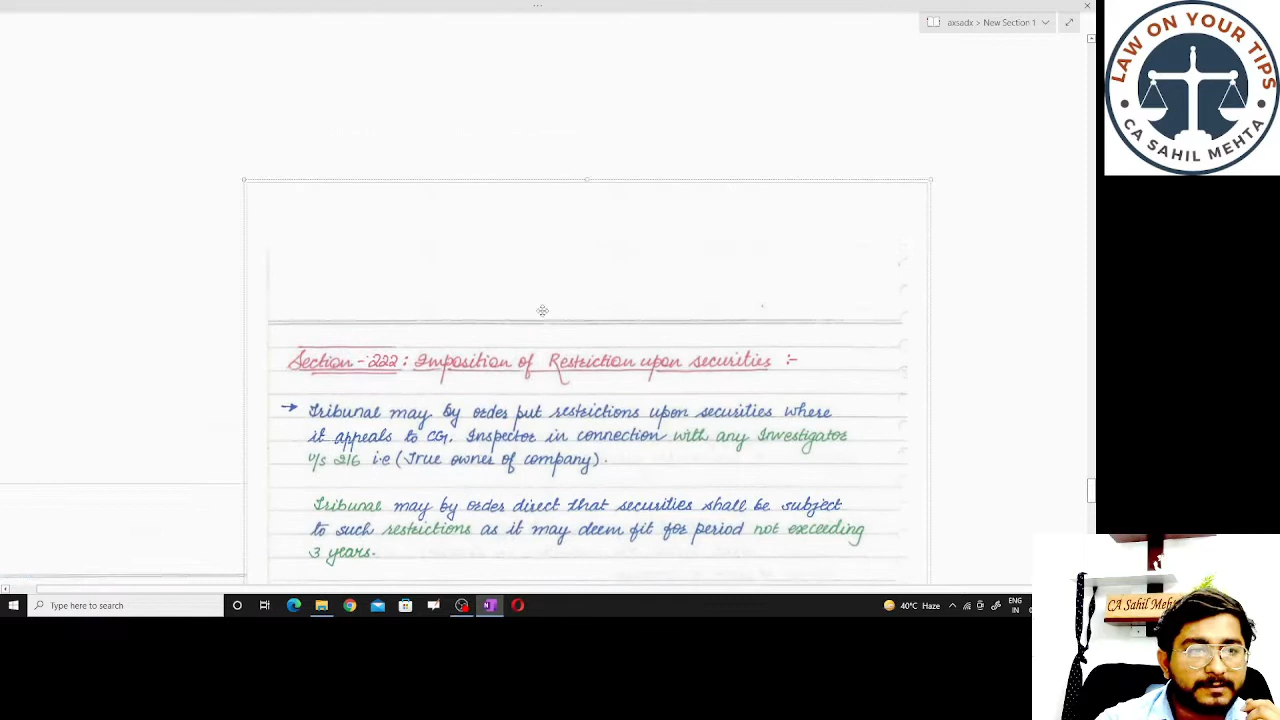 axsadx > New Section 1
LAW ON YOUR TIPS
CA SAHIL MEHTA
Section - 222 : Imposition of Restriction upon securities :-
→ Tribunal may by order put restrictions upon securities where
it appeals to CG. Inspector in connection with any Investigator
u/s 216 i.e (True owner of company).
Tribunal may by order direct that securities shall be subject
to such restrictions as it may deem fit for period not exceeding
3 years.
Type here to search
40°C Haze
ENG
IN
CA Sahil Meh